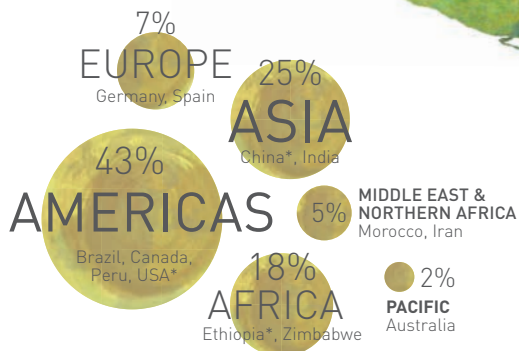 7%
EUROPE
Germany, Spain
25%
ASIA
China*, India
43%
AMERICAS
Brazil, Canada,
Peru, USA*
5%
MIDDLE EAST &
NORTHERN AFRICA
Morocco, Iran
18%
AFRICA
Ethiopia*, Zimbabwe
2%
PACIFIC
Australia